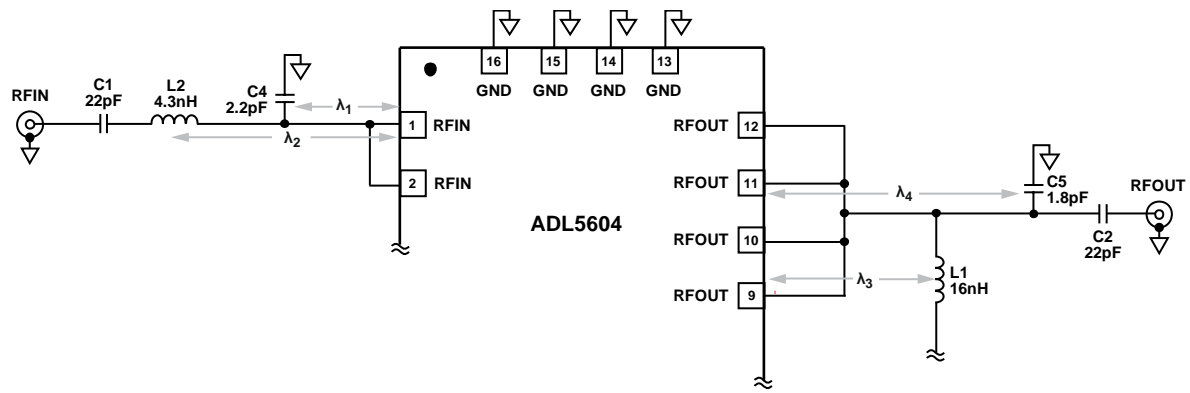 RFIN
C1
22pF
L2
4.3nH
C4
2.2pF
λ1
λ2
1
RFIN
2
RFIN
16
15
14
13
GND
GND
GND
GND
ADL5604
RFOUT
12
RFOUT
11
RFOUT
10
RFOUT
9
λ4
λ3
L1
16nH
C5
1.8pF
C2
22pF
RFOUT